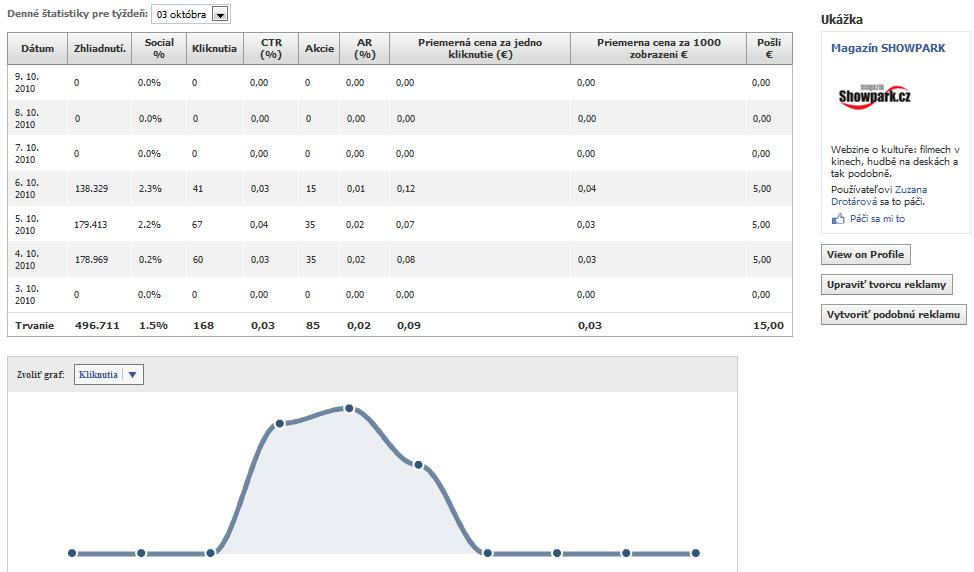 Denné štatistiky pre týždeň: 03 októbra
Dátum Zhliadnutí. Social % Kliknutia CTR (%) Akcie AR (%) Priemerná cena za jedno kliknutie (€) Priemerna cena za 1000 zobrazení € Pošli €
9. 10. 2010 0 0.0% 0 0,00 0 0,00 0,00 0,00 0,00
8. 10. 2010 0 0.0% 0 0,00 0 0,00 0,00 0,00 0,00
7. 10. 2010 0 0.0% 0 0,00 0 0,00 0,00 0,00 0,00
6. 10. 2010 138.329 2.3% 41 0,03 15 0,01 0,12 0,04 5,00
5. 10. 2010 179.413 2.2% 67 0,04 35 0,02 0,07 0,03 5,00
4. 10. 2010 178.969 0.2% 60 0,03 35 0,02 0,08 0,03 5,00
3. 10. 2010 0 0.0% 0 0,00 0 0,00 0,00 0,00 0,00
Trvanie 496.711 1.5% 168 0,03 85 0,02 0,09 0,03 15,00
Zvoliť graf: Kliknutia
Ukážka
Magazín SHOWPARK
magazín
Showpark.cz
Webzine o kultuře: filmech v
kinech, hudbě na deskách a
tak podobně.
Používateľovi Zuzana
Drotárová sa to páči.
Páči sa mi to
View on Profile
Upraviť tvorcu reklamy
Vytvoriť podobnú reklamu